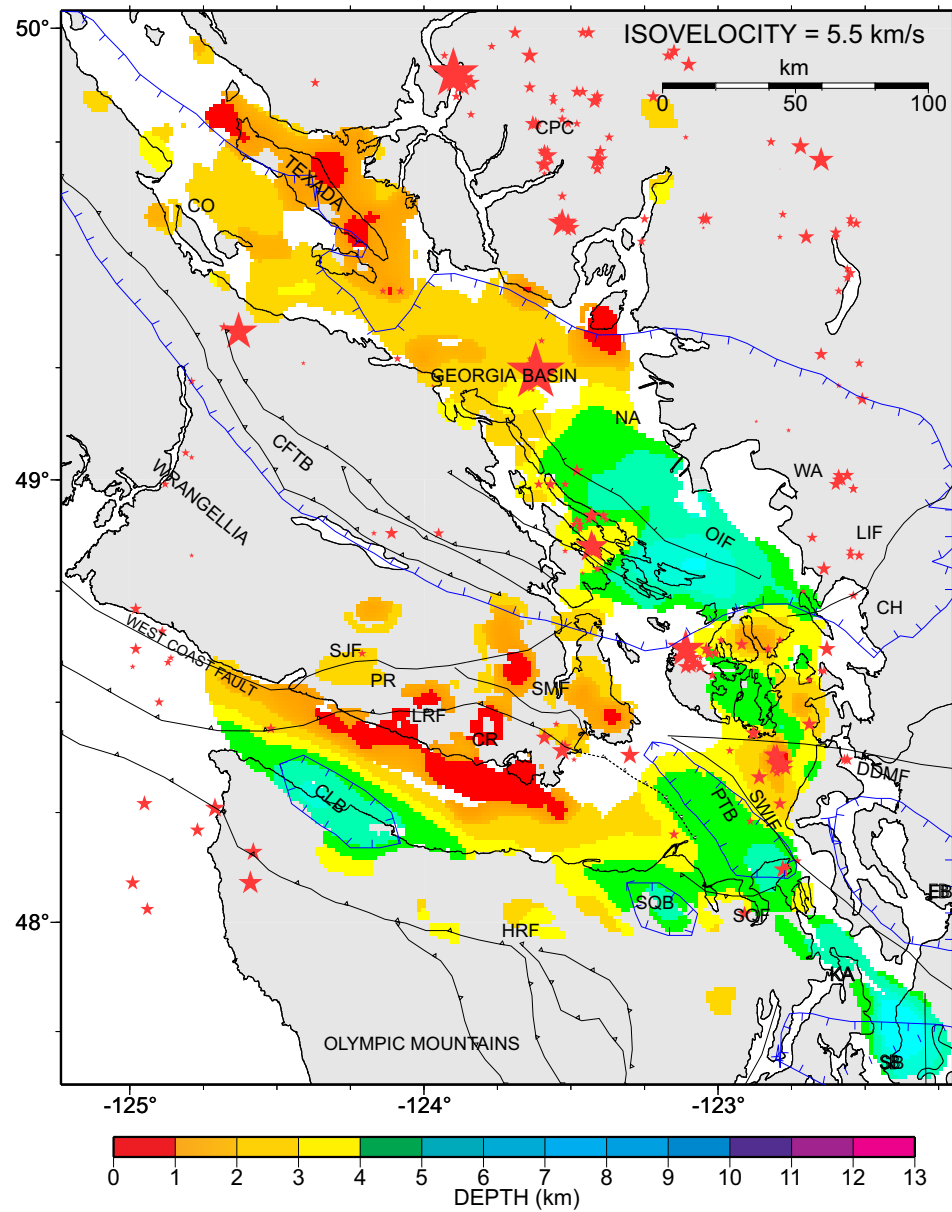 50°
ISOVELOCITY = 5.5 km/s
km
0 50 100
CPC
TEXADA
CO
GEORGIA BASIN
NA
CFTB
49°
WA
WRANGELLIA
OIF
LIF
CH
WEST COAST FAULT
SJF
PR
SMF
LRF
CR
DDMF
CLB
PTB
SWIF
EB
SQB
SQF
48°
HRF
KA
OLYMPIC MOUNTAINS
SB
-125° -124° -123°
0 1 2 3 4 5 6 7 8 9 10 11 12 13
DEPTH (km)